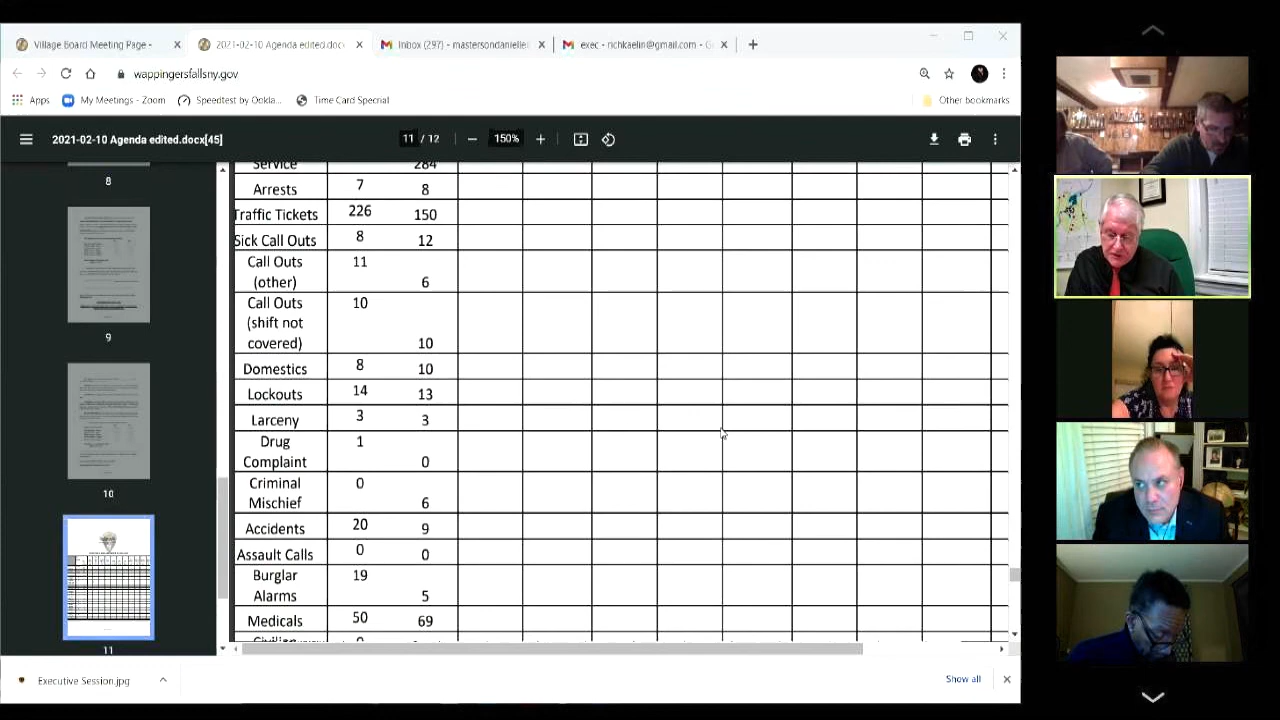 Village Board Meeting Page -
2021-02-10 Agenda edited.docx
Inbox (297) - mastersondanielle
exec - richkaelin@gmail.com - G
wappingersfallsny.gov
Apps
My Meetings - Zoom
Speedtest by Ookla...
Time Card Special
Other bookmarks
2021-02-10 Agenda edited.docx[45]
11 / 12
150%
8
9
10
11
Service 284
Arrests 7 8
Traffic Tickets 226 150
Sick Call Outs 8 12
Call Outs 11
(other) 6
Call Outs 10
(shift not
covered) 10
Domestics 8 10
Lockouts 14 13
Larceny 3 3
Drug 1
Complaint 0
Criminal 0
Mischief 6
Accidents 20 9
Assault Calls 0 0
Burglar 19
Alarms 5
Medicals 50 69
Executive Session.jpg
Show all